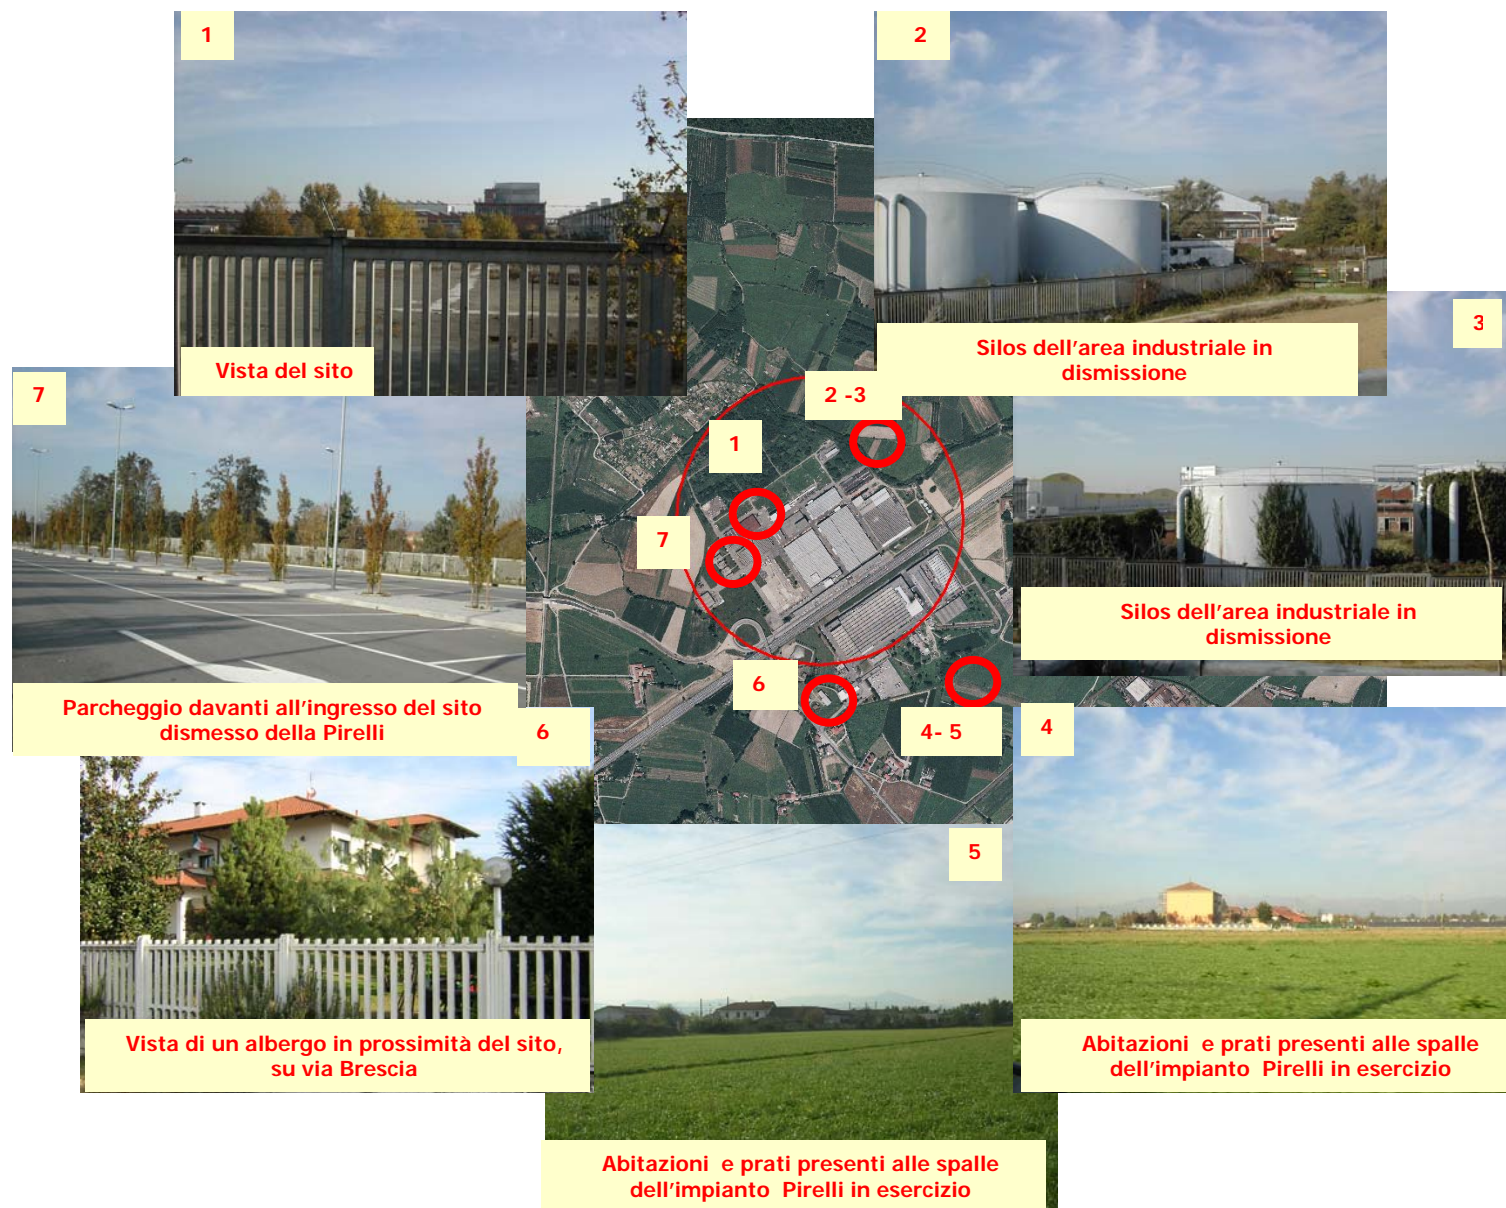 1
2
3
Vista del sito
Silos dell'area industriale in
dismissione
7
2 -3
1
7
Silos dell'area industriale in
dismissione
6
4- 5
Parcheggio davanti all'ingresso del sito
dismesso della Pirelli
6
4
5
Vista di un albergo in prossimità del sito,
su via Brescia
Abitazioni  e prati presenti alle spalle
dell'impianto  Pirelli in esercizio
Abitazioni  e prati presenti alle spalle
dell'impianto  Pirelli in esercizio